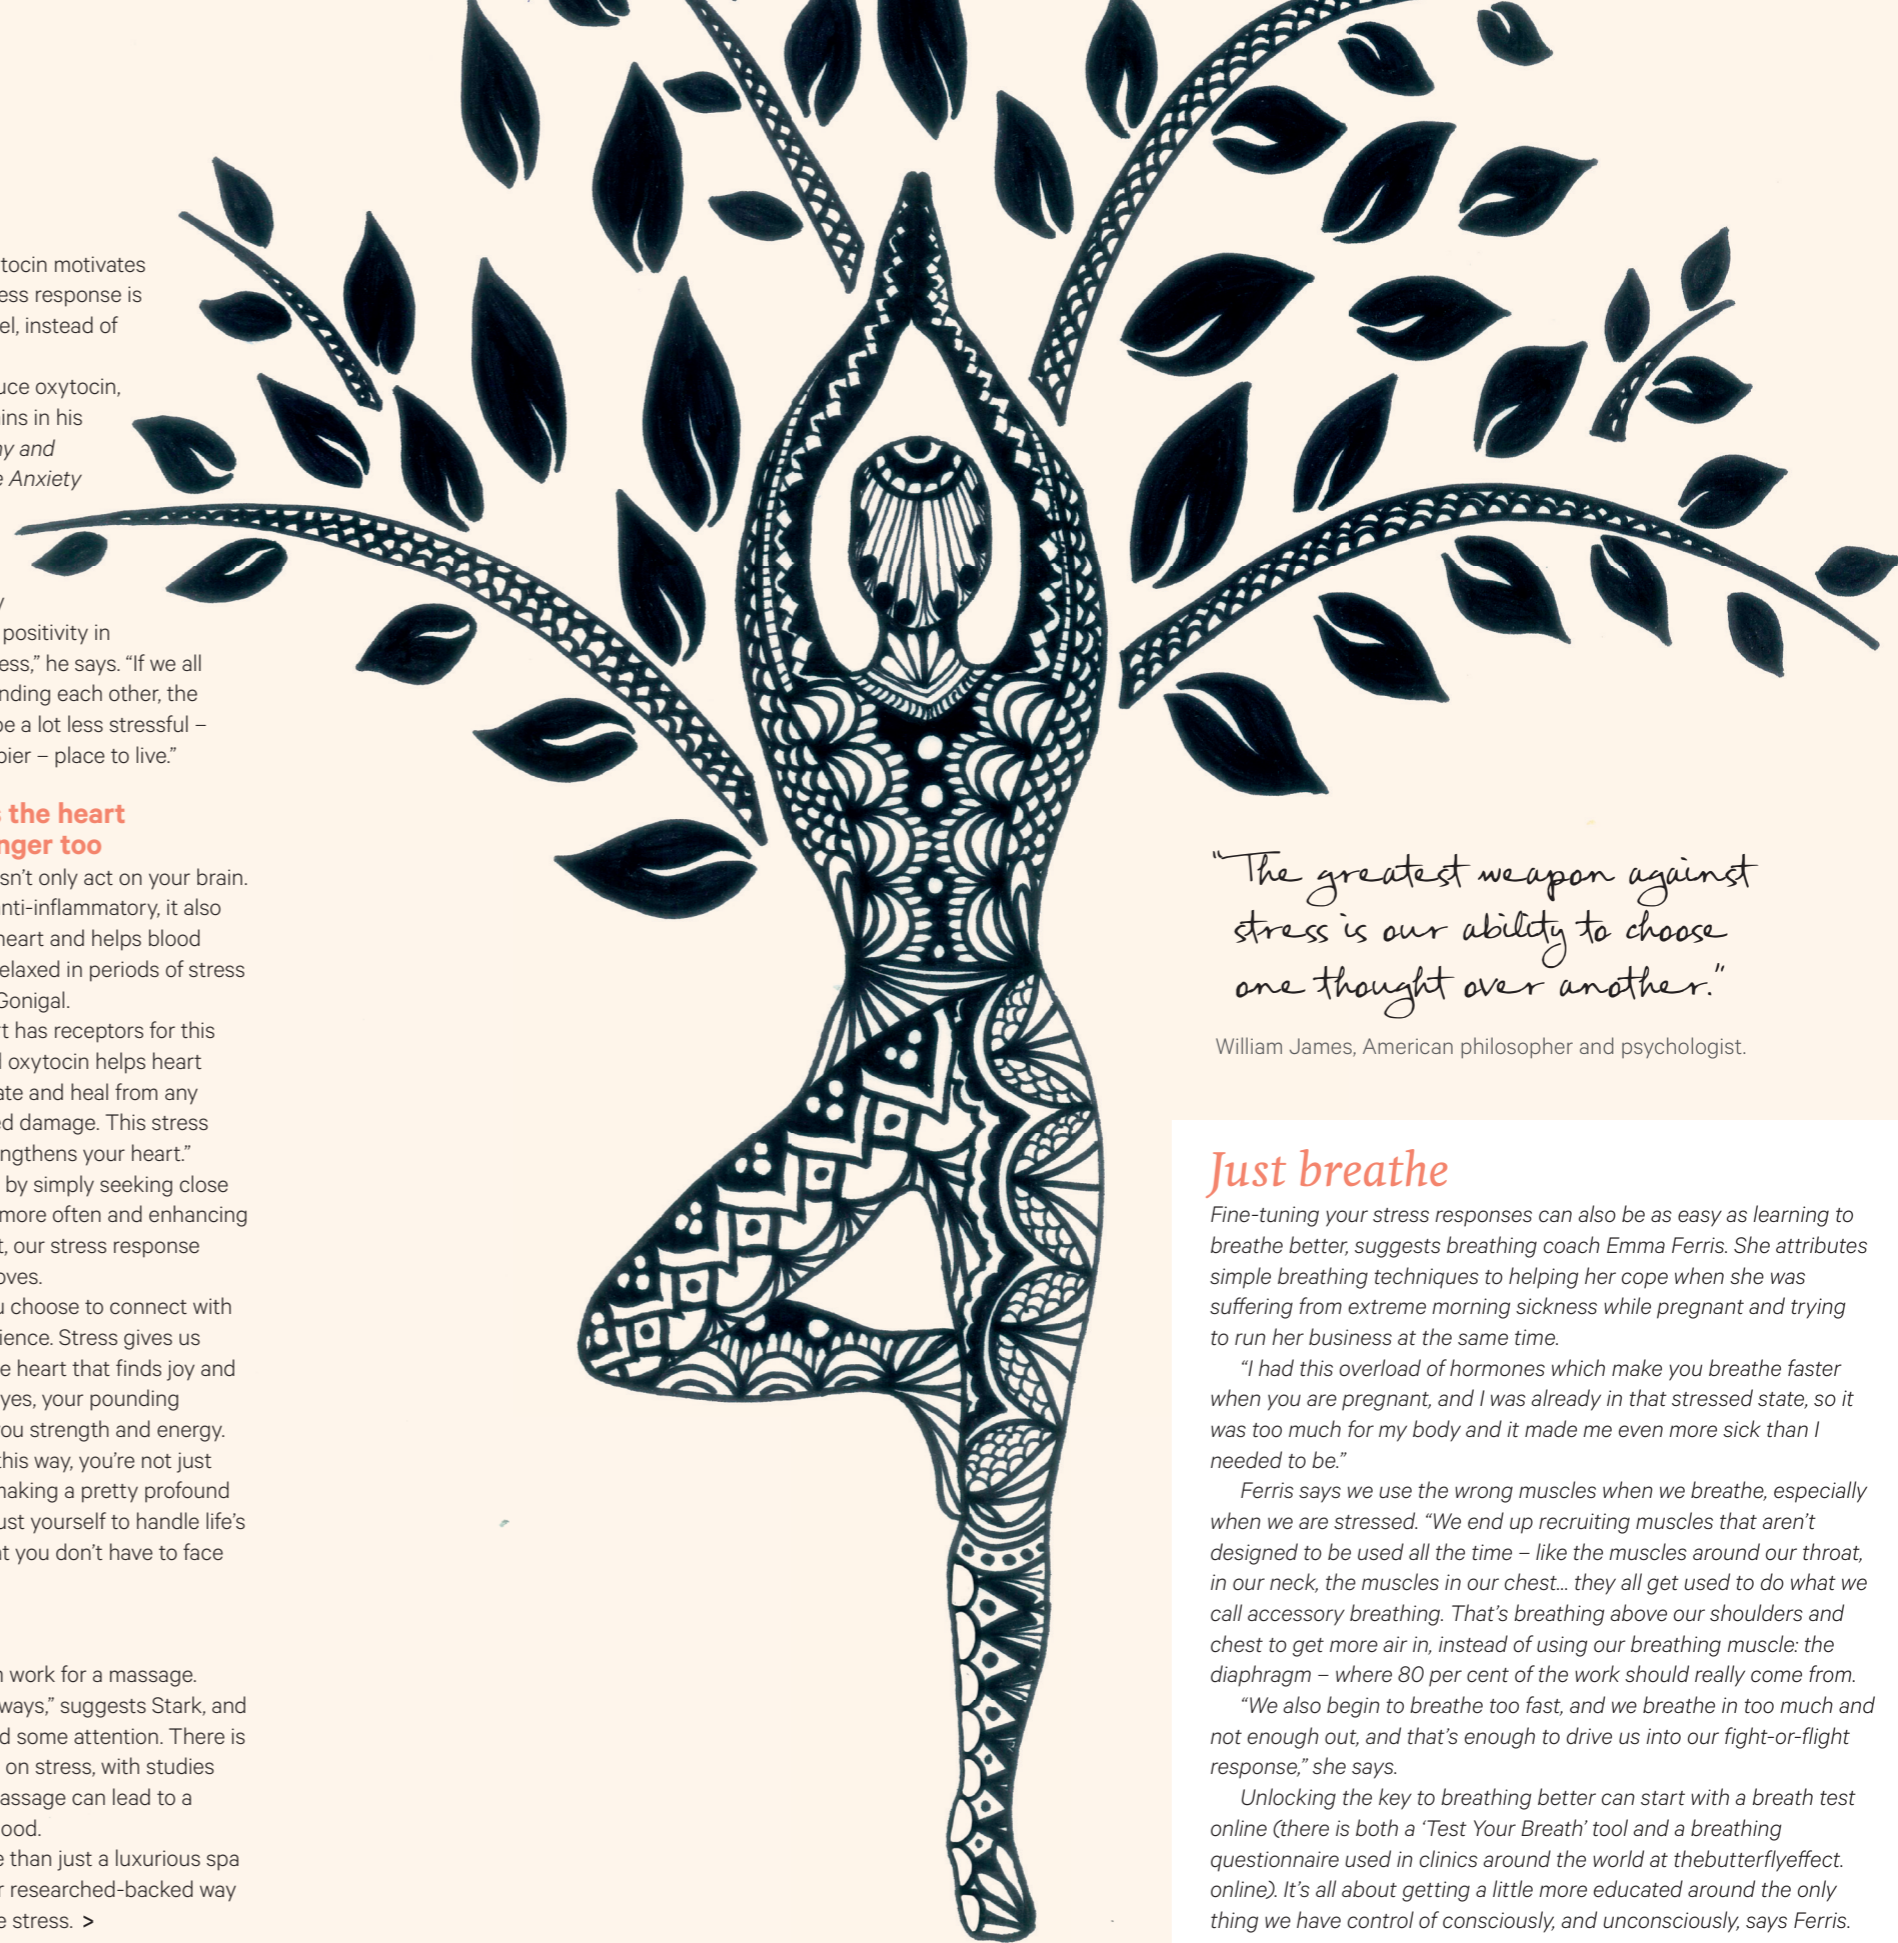 tocin motivates
ess response is
el, instead of
uce oxytocin,
ins in his
y and
e Anxiety
y
positivity in
ess,” he says. “If we all
nding each other, the
be a lot less stressful –
pier – place to live.”
s the heart
nger too
sn’t only act on your brain.
nti-inflammatory, it also
heart and helps blood
elaxed in periods of stress
Gonigal.
t has receptors for this
d oxytocin helps heart
ate and heal from any
ed damage. This stress
engthens your heart.”
by simply seeking close
more often and enhancing
t, our stress response
oves.
u choose to connect with
ience. Stress gives us
e heart that finds joy and
yes, your pounding
ou strength and energy.
this way, you’re not just
making a pretty profound
ust yourself to handle life’s
at you don’t have to face
n work for a massage.
ways,” suggests Stark, and
d some attention. There is
on stress, with studies
assage can lead to a
ood.
e than just a luxurious spa
r researched-backed way
e stress. >
“The greatest weapon against
stress is our ability to choose
one thought over another.”
William James, American philosopher and psychologist.
Just breathe
Fine-tuning your stress responses can also be as easy as learning to
breathe better, suggests breathing coach Emma Ferris. She attributes
simple breathing techniques to helping her cope when she was
suffering from extreme morning sickness while pregnant and trying
to run her business at the same time.
“I had this overload of hormones which make you breathe faster
when you are pregnant, and I was already in that stressed state, so it
was too much for my body and it made me even more sick than I
needed to be.”
Ferris says we use the wrong muscles when we breathe, especially
when we are stressed. “We end up recruiting muscles that aren’t
designed to be used all the time – like the muscles around our throat,
in our neck, the muscles in our chest... they all get used to do what we
call accessory breathing. That’s breathing above our shoulders and
chest to get more air in, instead of using our breathing muscle: the
diaphragm – where 80 per cent of the work should really come from.
“We also begin to breathe too fast, and we breathe in too much and
not enough out, and that’s enough to drive us into our fight-or-flight
response,” she says.
Unlocking the key to breathing better can start with a breath test
online (there is both a ‘Test Your Breath’ tool and a breathing
questionnaire used in clinics around the world at thebutterflyeffect.
online). It’s all about getting a little more educated around the only
thing we have control of consciously, and unconsciously, says Ferris.